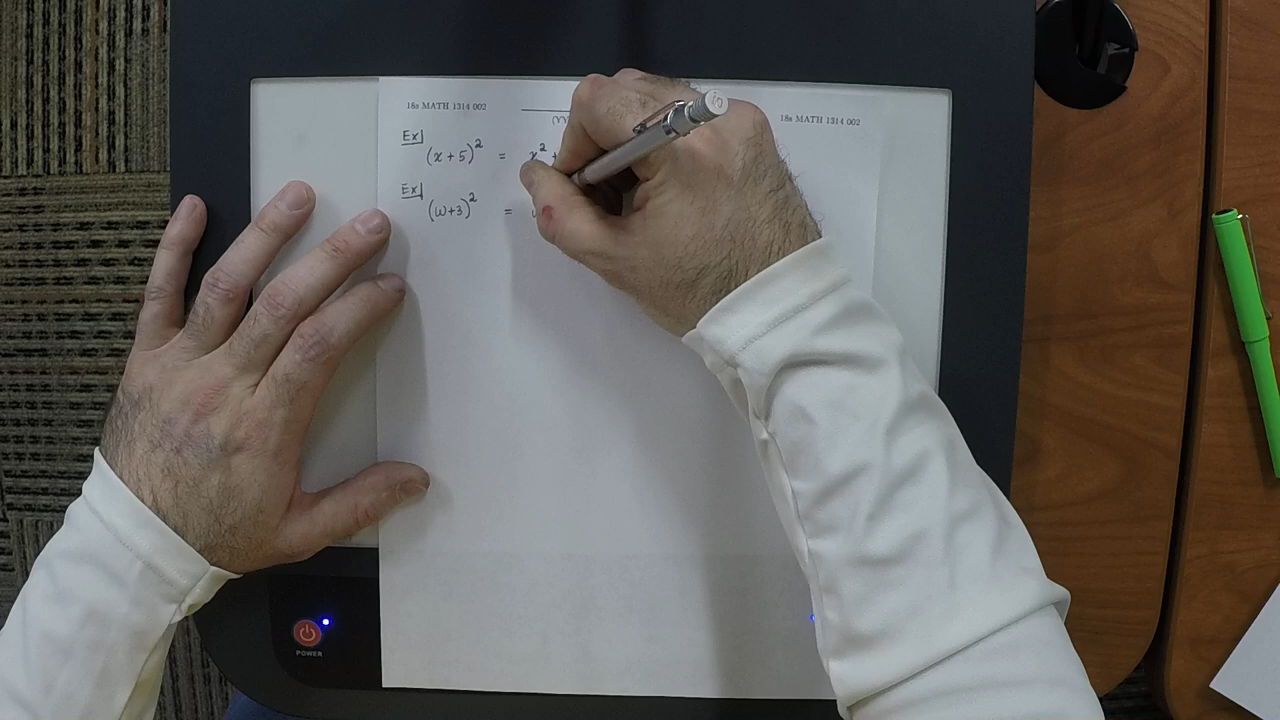 18s MATH 1314 002
18s MATH 1314 002
Ex|
(x + 5)² = x² +
Ex|
(w+3)² =
POWER